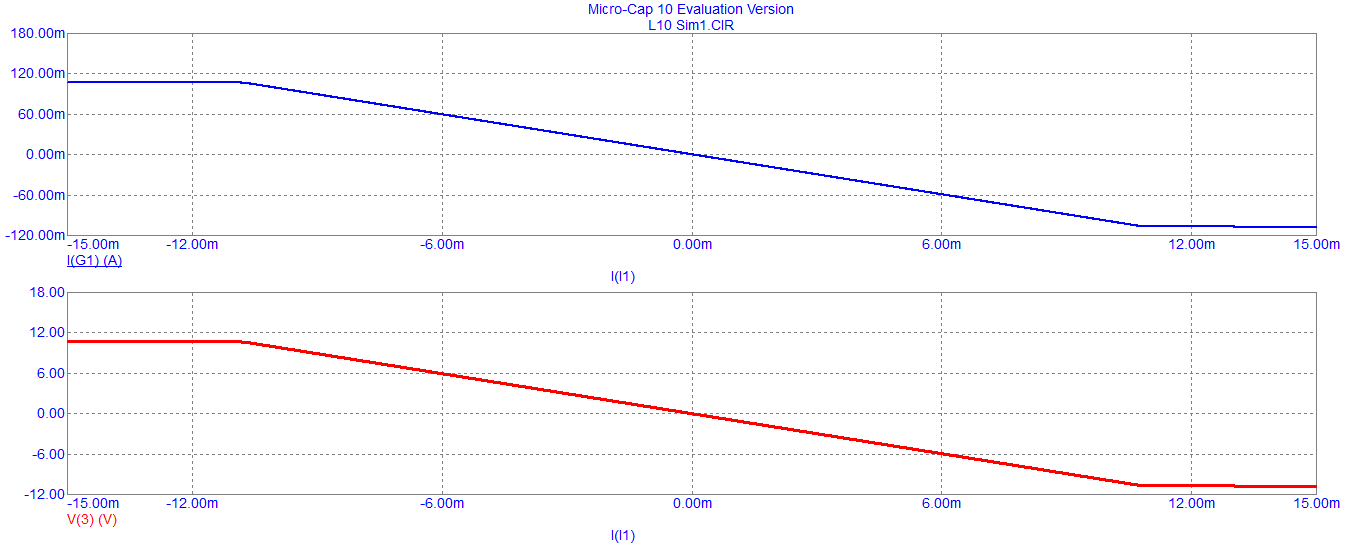 Micro-Cap 10 Evaluation Version
L10 Sim1.CIR
180.00m
120.00m
60.00m
0.00m
-60.00m
-120.00m
-15.00m -12.00m -6.00m 0.00m 6.00m 12.00m 15.00m
I(G1) (A)
I(I1)
18.00
12.00
6.00
0.00
-6.00
-12.00
-15.00m -12.00m -6.00m 0.00m 6.00m 12.00m 15.00m
V(3) (V)
I(I1)